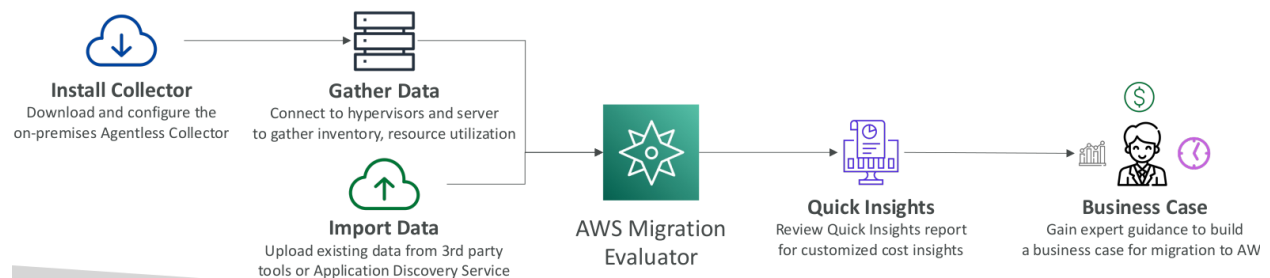 Install Collector
Download and configure the
on-premises Agentless Collector
Gather Data
Connect to hypervisors and server
to gather inventory, resource utilization
Import Data
Upload existing data from 3rd party
tools or Application Discovery Service
AWS Migration
Evaluator
Quick Insights
Review Quick Insights report
for customized cost insights
$
Business Case
Gain expert guidance to build
a business case for migration to AW